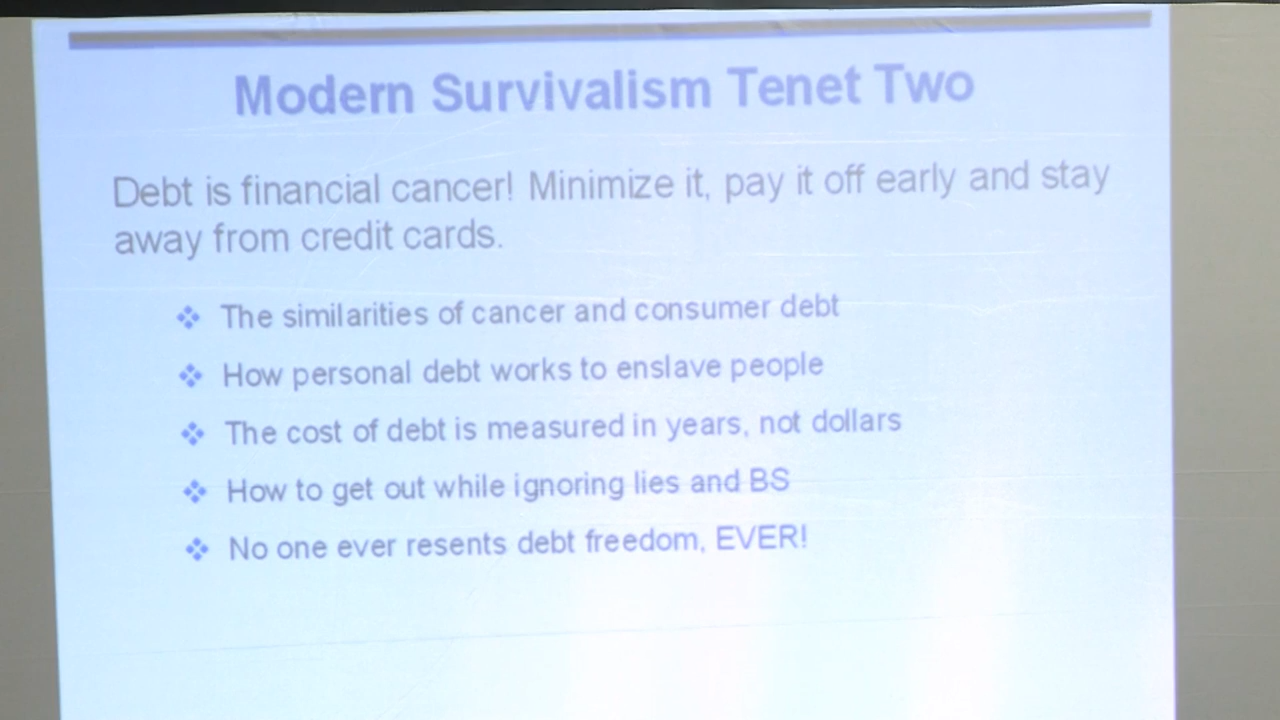 Modern Survivalism Tenet Two
Debt is financial cancer! Minimize it, pay it off early and stay
away from credit cards.
The similarities of cancer and consumer debt
How personal debt works to enslave people
The cost of debt is measured in years, not dollars
How to get out while ignoring lies and BS
No one ever resents debt freedom, EVER!